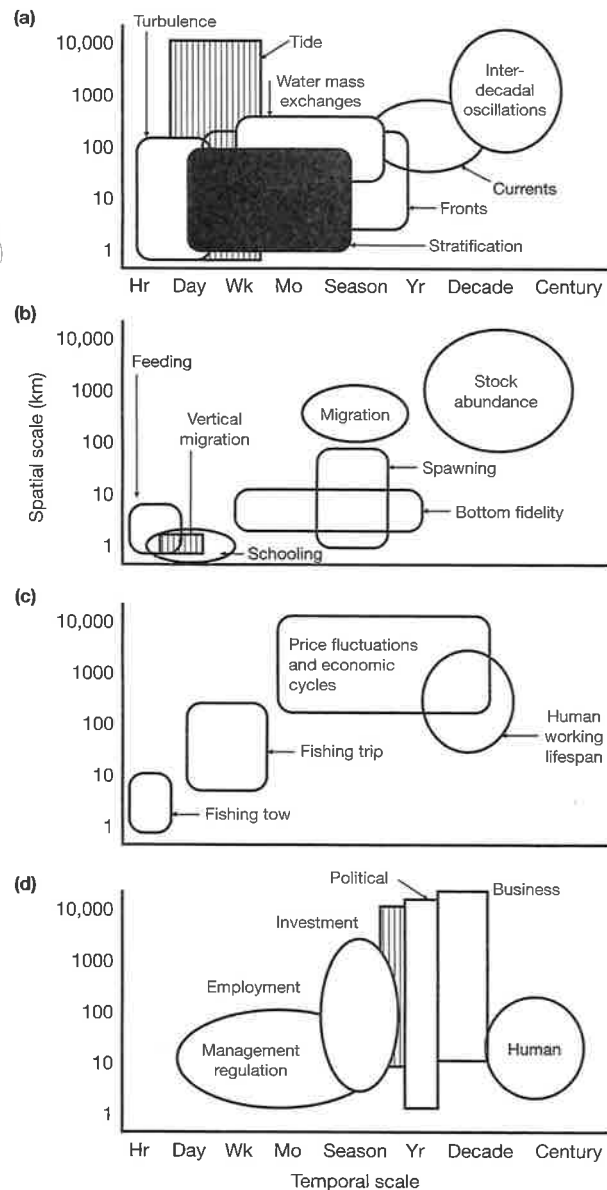 (a)
Turbulence
Tide
Water mass
exchanges
Inter-
decadal
oscillations
Currents
Fronts
Stratification
10,000
1000
100
10
1
Hr Day Wk Mo Season Yr Decade Century
(b)
Feeding
Vertical
migration
Migration
Stock
abundance
Spawning
Bottom fidelity
Schooling
10,000
1000
100
10
1
Spatial scale (km)
(c)
Price fluctuations
and economic
cycles
Human
working
lifespan
Fishing trip
Fishing tow
10,000
1000
100
10
1
(d)
Political
Business
Investment
Employment
Management
regulation
Human
10,000
1000
100
10
1
Hr Day Wk Mo Season Yr Decade Century
Temporal scale